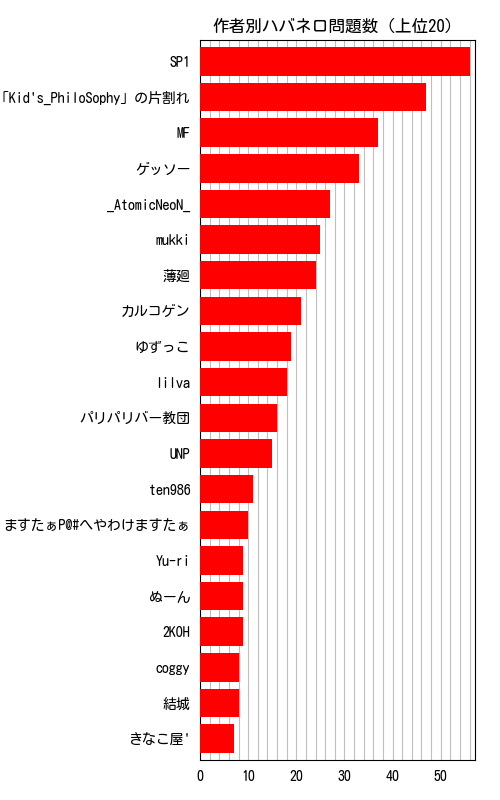 作者別ハバネロ問題数 (上位20)
SP1
「Kid's_PhiloSophy」の片割れ
MF
ゲッソー
_AtomicNeoN_
mukki
薄廻
カルコゲン
ゆずっこ
lilva
パリパリバー教団
UNP
ten986
ますたぁP@#へやわけますたぁ
Yu-ri
ぬーん
2KOH
coggy
結城
きなこ屋'
0 10 20 30 40 50